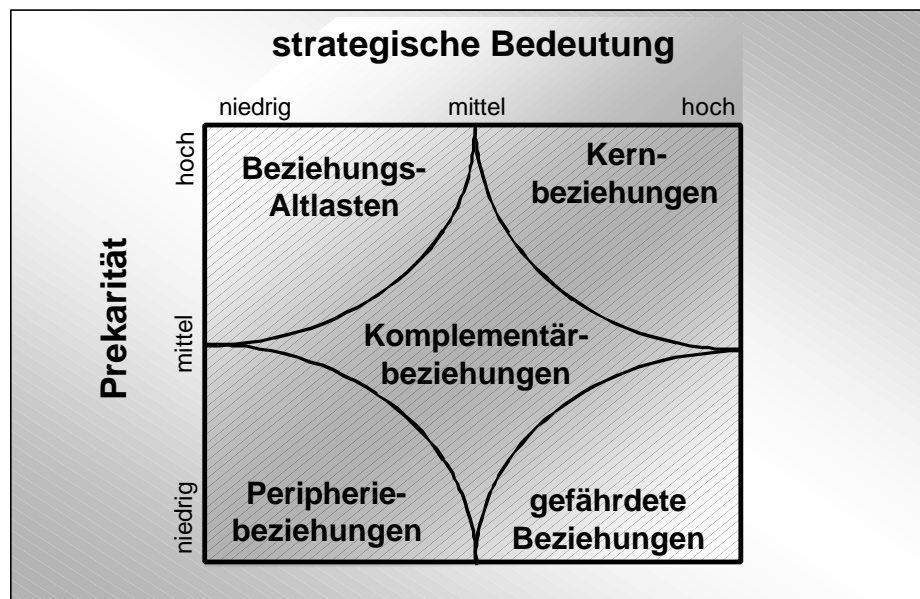 strategische Bedeutung
niedrig mittel hoch
hoch
Beziehungs-
Altlasten
Kern-
beziehungen
Prekarität
mittel
Komplementär-
beziehungen
niedrig
Peripherie-
beziehungen
gefährdete
Beziehungen